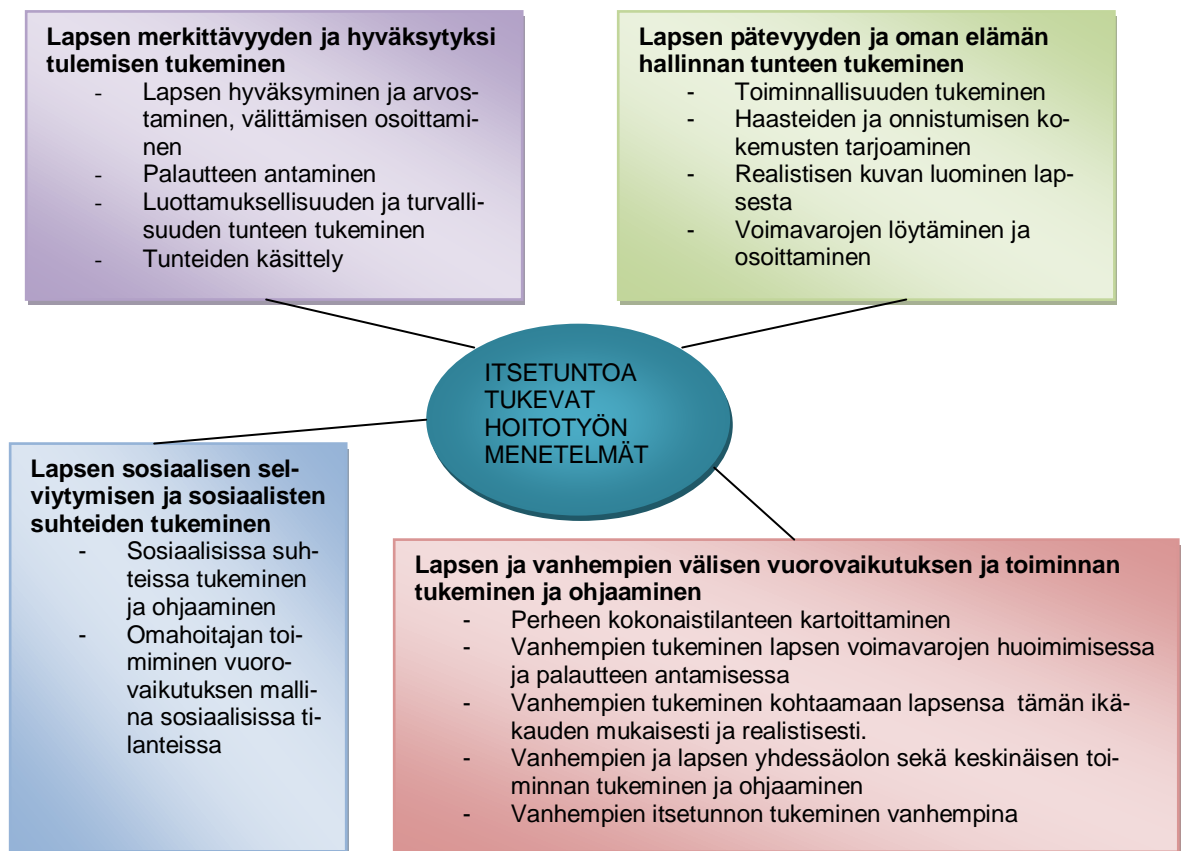 Lapsen merkittävyyden ja hyväksytyksi
tulemisen tukeminen
- Lapsen hyväksyminen ja arvos-
taminen, välittämisen osoittami-
nen
- Palautteen antaminen
- Luottamuksellisuuden ja turvalli-
suuden tunteen tukeminen
- Tunteiden käsittely
Lapsen pätevyyden ja oman elämän
hallinnan tunteen tukeminen
- Toiminnallisuuden tukeminen
- Haasteiden ja onnistumisen ko-
kemusten tarjoaminen
- Realistisen kuvan luominen lap-
sesta
- Voimavarojen löytäminen ja
osoittaminen
ITSETUNTOA
TUKEVAT
HOITOTYÖN
MENETELMÄT
Lapsen sosiaalisen sel-
viytymisen ja sosiaalisten
suhteiden tukeminen
- Sosiaalisissa suh-
teissa tukeminen
ja ohjaaminen
- Omahoitajan toi-
miminen vuoro-
vaikutuksen malli-
na sosiaalisissa ti-
lanteissa
Lapsen ja vanhempien välisen vuorovaikutuksen ja toiminnan
tukeminen ja ohjaaminen
- Perheen kokonaistilanteen kartoittaminen
- Vanhempien tukeminen lapsen voimavarojen huoimimisessa
ja palautteen antamisessa
- Vanhempien tukeminen kohtaamaan lapsensa tämän ikä-
kauden mukaisesti ja realistisesti.
- Vanhempien ja lapsen yhdessäolon sekä keskinäisen toi-
minnan tukeminen ja ohjaaminen
- Vanhempien itsetunnon tukeminen vanhempina